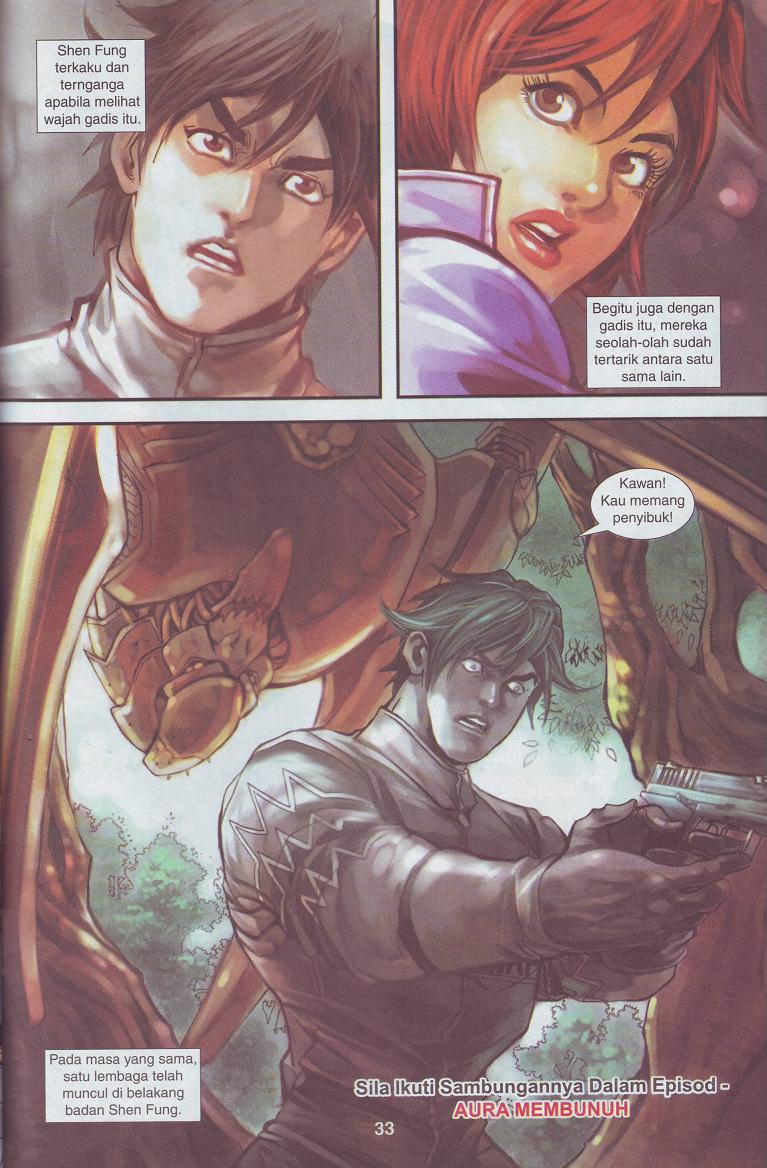 Shen Fung
terkaku dan
ternganga
apabila melihat
wajah gadis itu.
Begitu juga dengan
gadis itu, mereka
seolah-olah sudah
tertarik antara satu
sama lain.
Kawan!
Kau memang
penyibuk!
Pada masa yang sama,
satu lembaga telah
muncul di belakang
badan Shen Fung.
Sila Ikuti Sambungannya Dalam Episod -
AURA MEMBUNUH
33